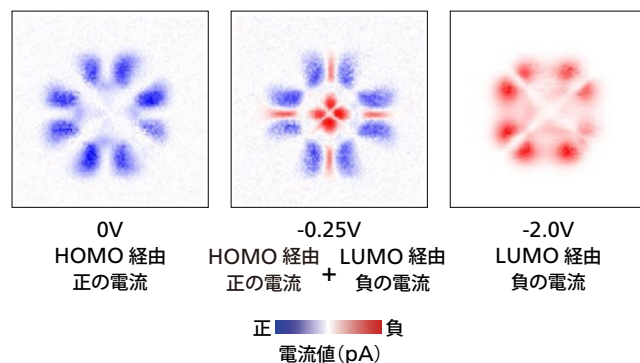 0V
HOMO 経由
正の電流
-0.25V
HOMO 経由
正の電流
+
LUMO 経由
負の電流
-2.0V
LUMO 経由
負の電流
正 負
電流値(pA)